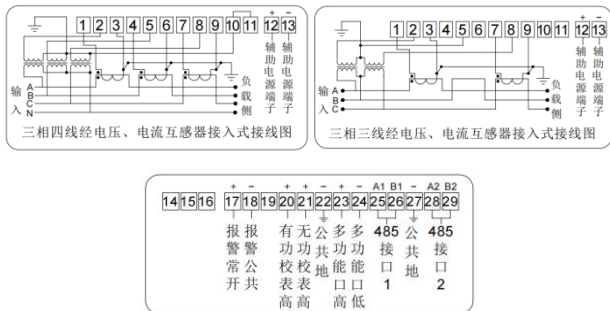 + −
1 2 3 4 5 6 7 8 9 10 11 12 13
辅助电源端子
辅助电源端子
输入
A
B
C
N
负载侧
三相四线经电压、电流互感器接入式接线图
+ −
1 2 3 4 5 6 7 8 9 10 11 12 13
辅助电源端子
辅助电源端子
输入
A
B
C
负载侧
三相三线经电压、电流互感器接入式接线图
+ − + + − + − A1 B1 − A2 B2
14 15 16 17 18 19 20 21 22 23 24 25 26 27 28 29
报警常开
报警公共
有功校表高
无功校表高
公共地
多功能口高
多功能口低
485接口1
公共地
485接口2